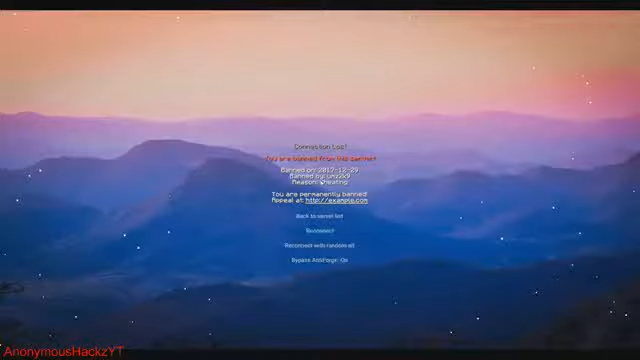 Connection Lost
You are banned from this server!
Banned on: 2017-12-29
Banned by:
Reason: Cheating
You are permanently banned
Appeal at: http://example.com
Back to server list
Reconnect
Reconnect with random alt
Bypass AntiForge: On
AnonymousHackzYT